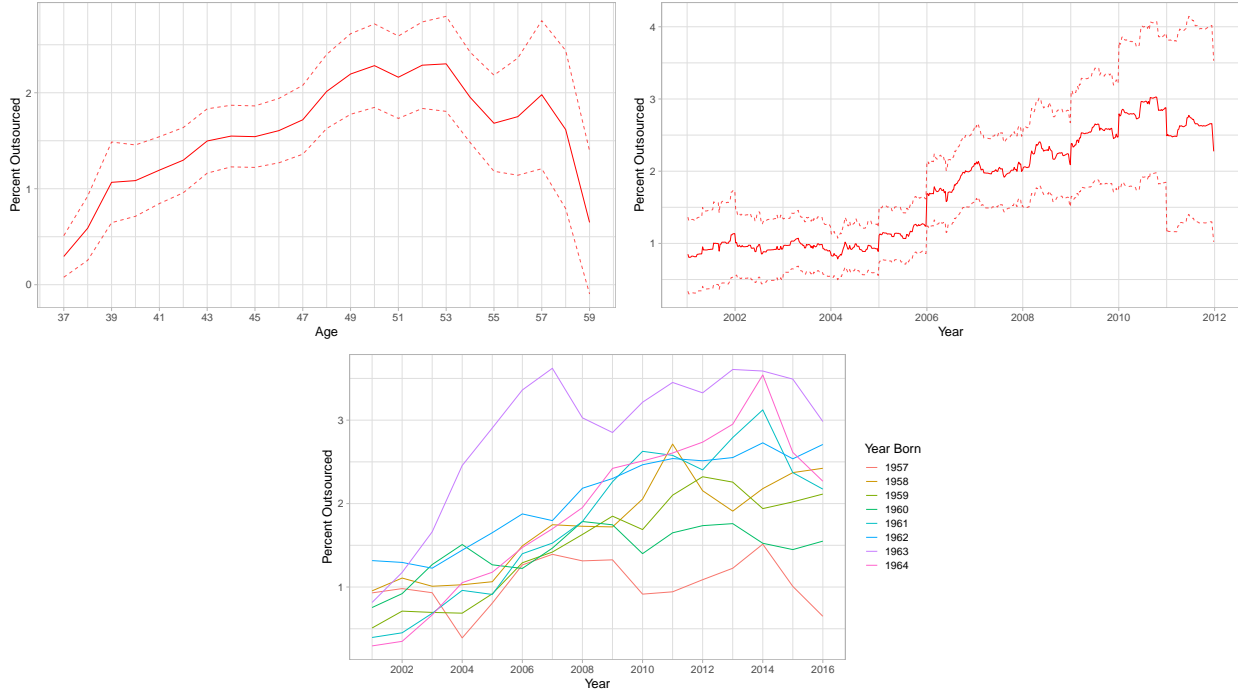 Percent Outsourced
2
1
0
37 39 41 43 45 47 49 51 53 55 57 59
Age
Percent Outsourced
4
3
2
1
2002 2004 2006 2008 2010 2012
Year
Percent Outsourced
3
2
1
2002 2004 2006 2008 2010 2012 2014 2016
Year
Year Born
1957
1958
1959
1960
1961
1962
1963
1964